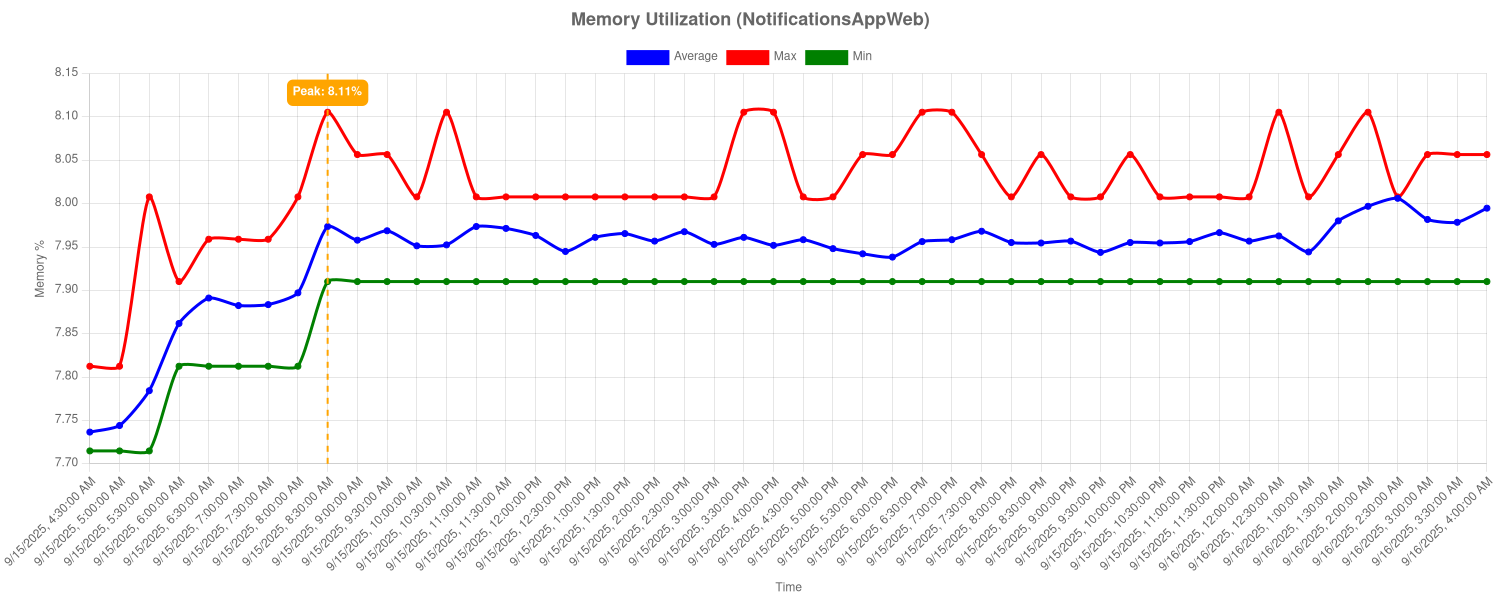 Memory Utilization (NotificationsAppWeb)
Average Max Min
Peak: 8.11%
8.15
8.10
8.05
8.00
7.95
7.90
7.85
7.80
7.75
7.70
Memory %
9/15/2025, 4:30:00 AM
9/15/2025, 5:00:00 AM
9/15/2025, 5:30:00 AM
9/15/2025, 6:00:00 AM
9/15/2025, 6:30:00 AM
9/15/2025, 7:00:00 AM
9/15/2025, 7:30:00 AM
9/15/2025, 8:00:00 AM
9/15/2025, 8:30:00 AM
9/15/2025, 9:00:00 AM
9/15/2025, 9:30:00 AM
9/15/2025, 10:00:00 AM
9/15/2025, 10:30:00 AM
9/15/2025, 11:00:00 AM
9/15/2025, 11:30:00 AM
9/15/2025, 12:00:00 PM
9/15/2025, 12:30:00 PM
9/15/2025, 1:00:00 PM
9/15/2025, 1:30:00 PM
9/15/2025, 2:00:00 PM
9/15/2025, 2:30:00 PM
9/15/2025, 3:00:00 PM
9/15/2025, 3:30:00 PM
9/15/2025, 4:00:00 PM
9/15/2025, 4:30:00 PM
9/15/2025, 5:00:00 PM
9/15/2025, 5:30:00 PM
9/15/2025, 6:00:00 PM
9/15/2025, 6:30:00 PM
9/15/2025, 7:00:00 PM
9/15/2025, 7:30:00 PM
9/15/2025, 8:00:00 PM
9/15/2025, 8:30:00 PM
9/15/2025, 9:00:00 PM
9/15/2025, 9:30:00 PM
9/15/2025, 10:00:00 PM
9/15/2025, 10:30:00 PM
9/15/2025, 11:00:00 PM
9/15/2025, 11:30:00 PM
9/16/2025, 12:00:00 AM
9/16/2025, 12:30:00 AM
9/16/2025, 1:00:00 AM
9/16/2025, 1:30:00 AM
9/16/2025, 2:00:00 AM
9/16/2025, 2:30:00 AM
9/16/2025, 3:00:00 AM
9/16/2025, 3:30:00 AM
9/16/2025, 4:00:00 AM
Time